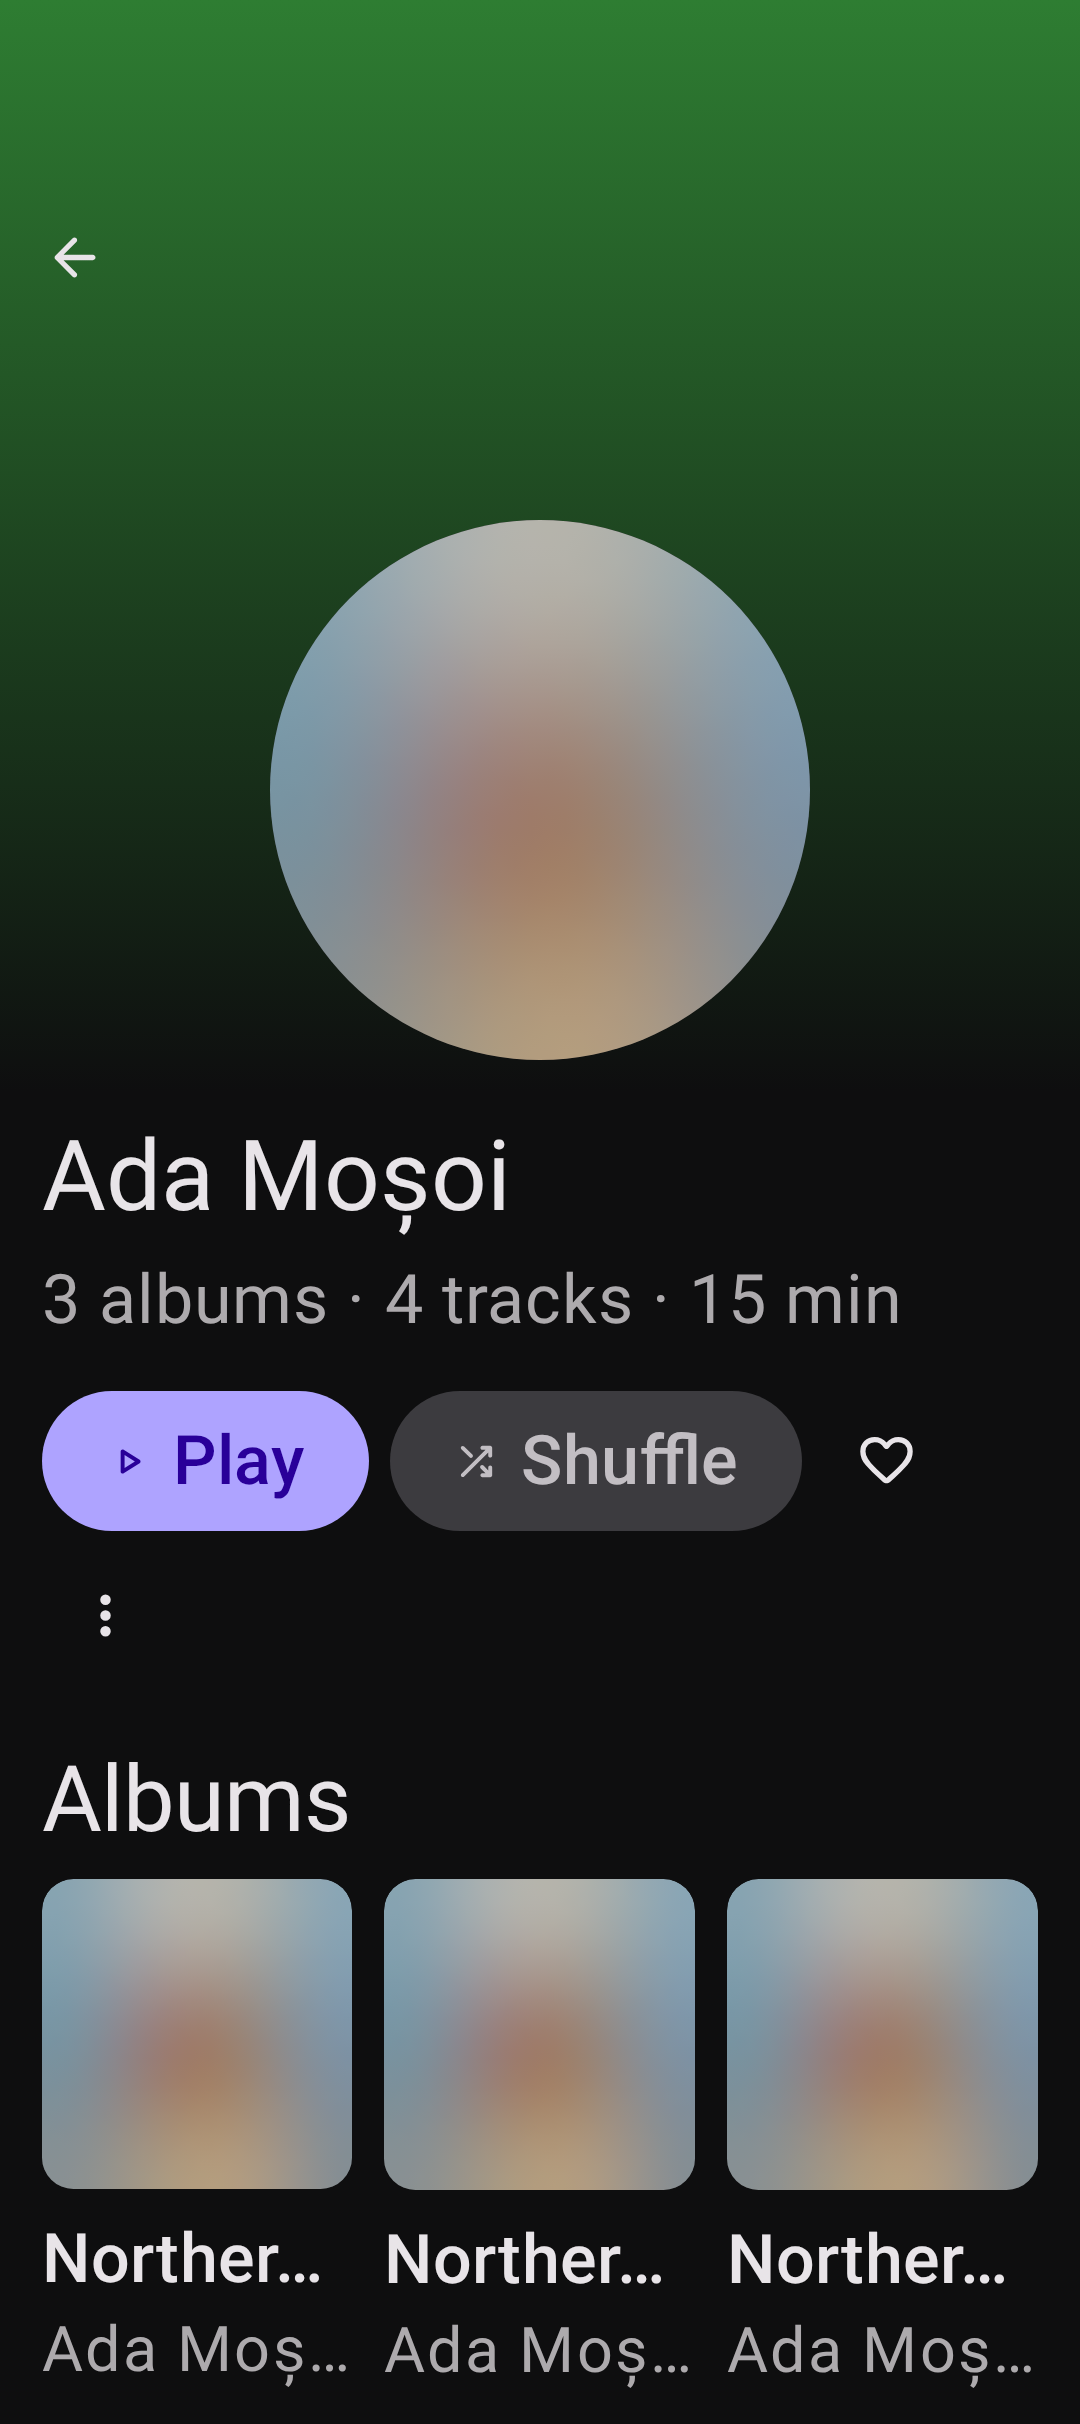 Ada Moșoi
3 albums · 4 tracks · 15 min
Play
Shuffle
Albums
Norther…
Norther…
Norther…
Ada Moș…
Ada Moș…
Ada Moș…